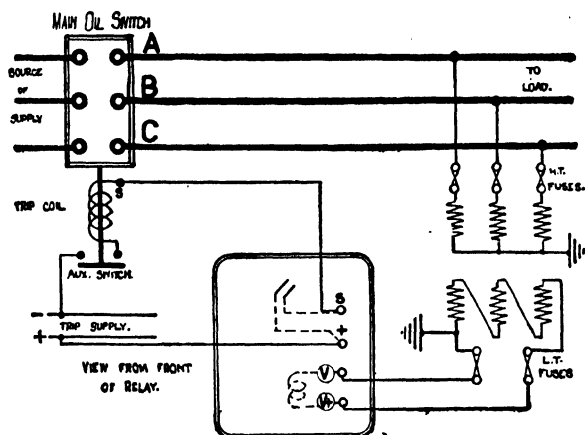 MAIN OIL SWITCH
A
SOURCE
OF
SUPPLY
B
TO
LOAD.
C
H.T.
FUSES.
S
TRIP COIL
AUX. SWITCH.
S
-
TRIP SUPPLY.
+
+
VIEW FROM FRONT
OF RELAY.
L.T.
FUSES
V
V+